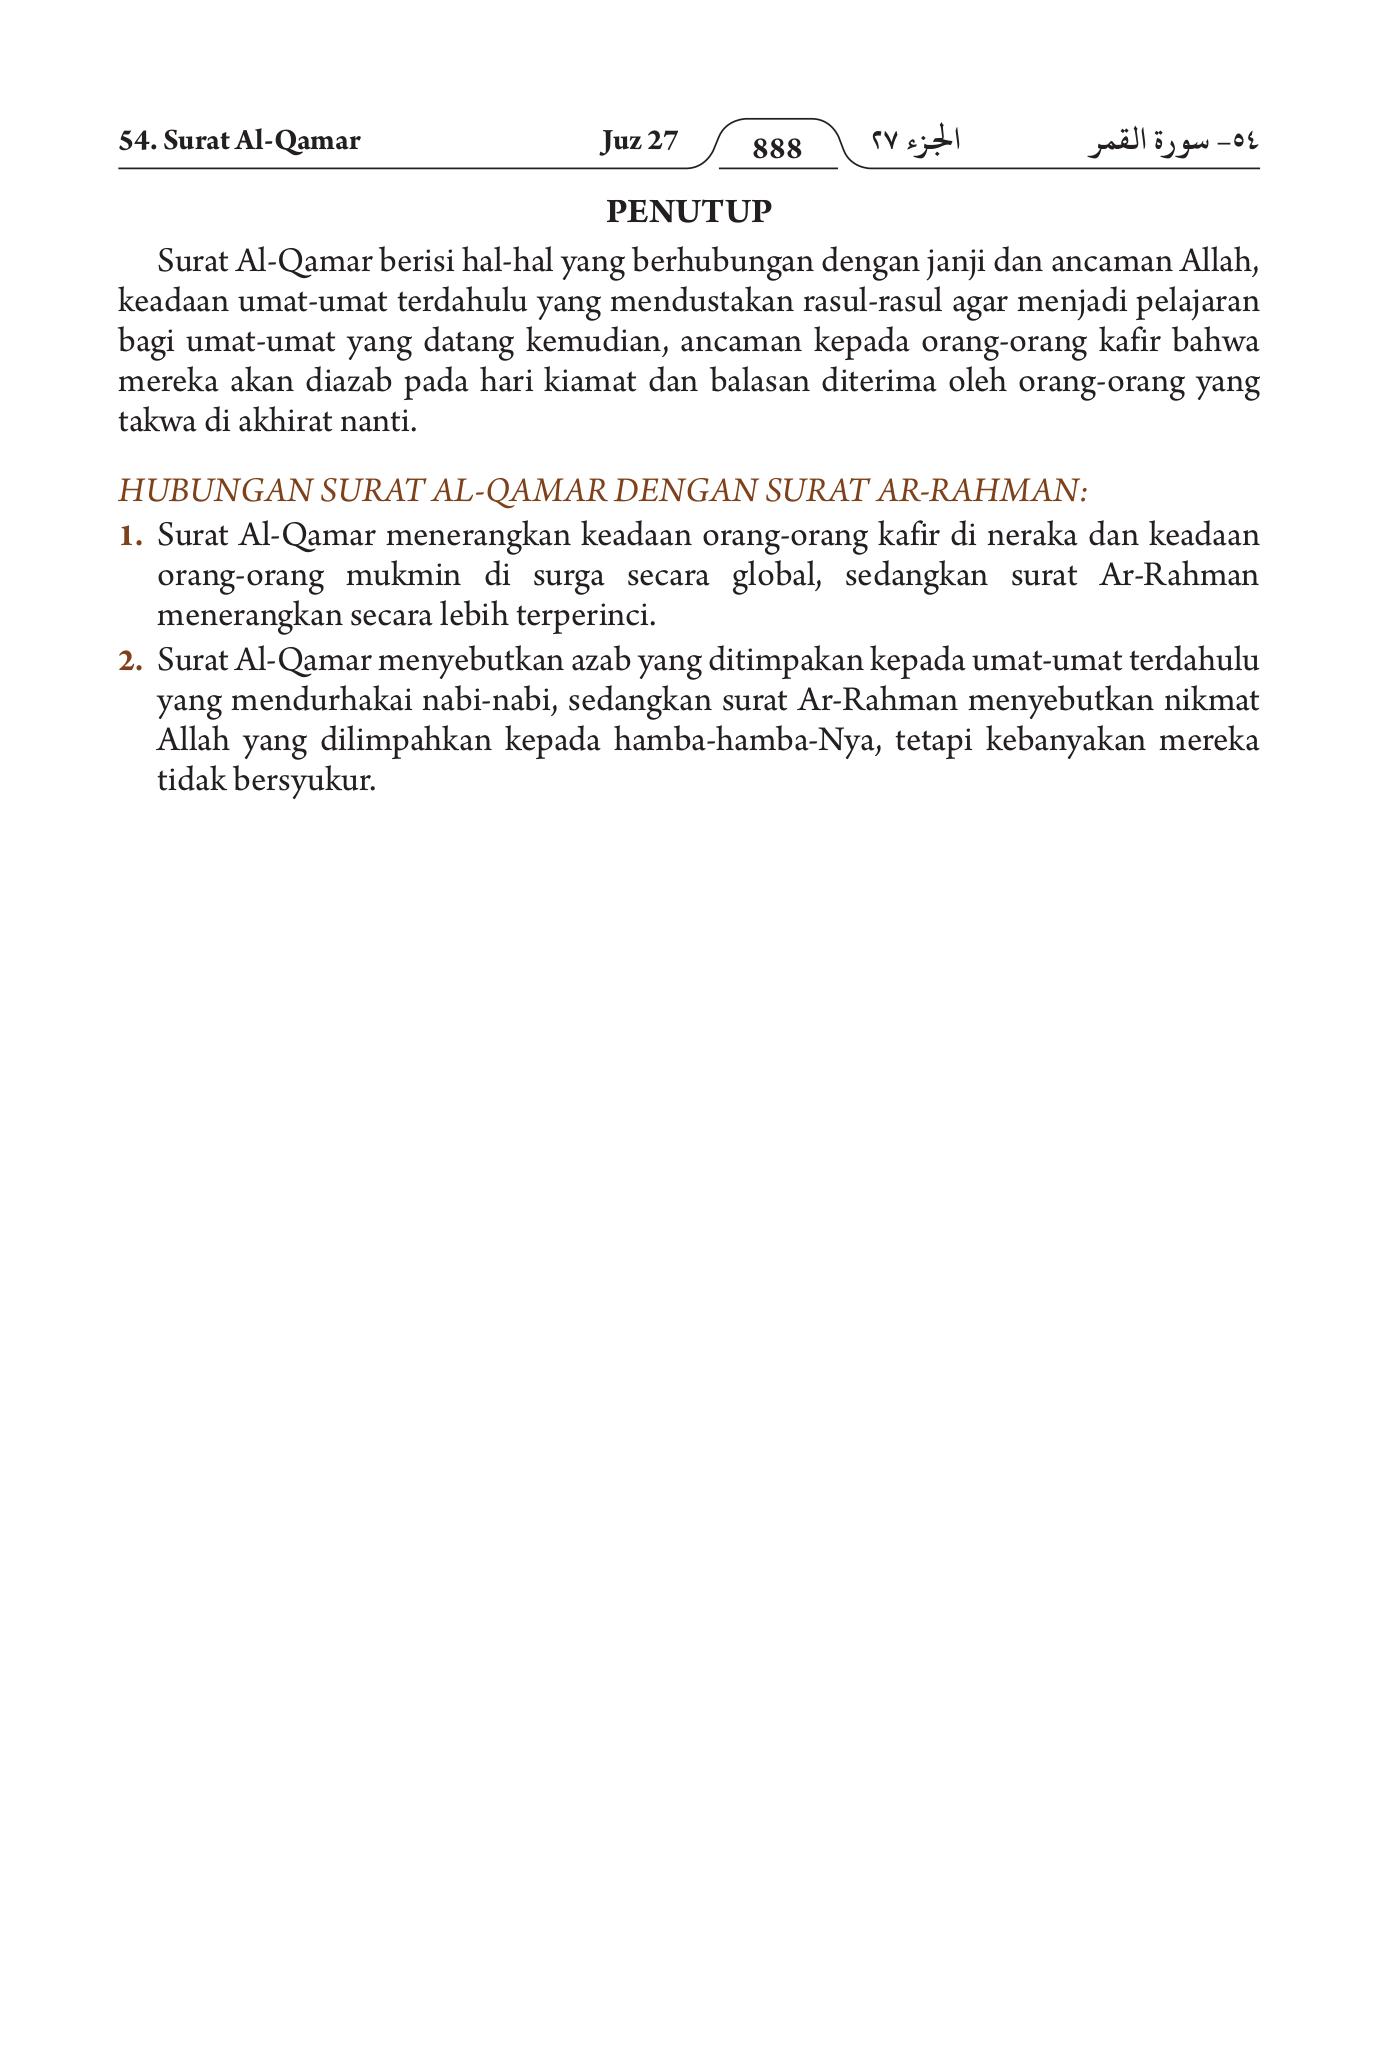 54. Surat Al-Qamar Juz 27 888 الجزء ٢٧ ٥٤- سورة القمر
PENUTUP
Surat Al-Qamar berisi hal-hal yang berhubungan dengan janji dan ancaman Allah,
keadaan umat-umat terdahulu yang mendustakan rasul-rasul agar menjadi pelajaran
bagi umat-umat yang datang kemudian, ancaman kepada orang-orang kafir bahwa
mereka akan diazab pada hari kiamat dan balasan diterima oleh orang-orang yang
takwa di akhirat nanti.
HUBUNGAN SURAT AL-QAMAR DENGAN SURAT AR-RAHMAN:
1. Surat Al-Qamar menerangkan keadaan orang-orang kafir di neraka dan keadaan
orang-orang mukmin di surga secara global, sedangkan surat Ar-Rahman
menerangkan secara lebih terperinci.
2. Surat Al-Qamar menyebutkan azab yang ditimpakan kepada umat-umat terdahulu
yang mendurhakai nabi-nabi, sedangkan surat Ar-Rahman menyebutkan nikmat
Allah yang dilimpahkan kepada hamba-hamba-Nya, tetapi kebanyakan mereka
tidak bersyukur.